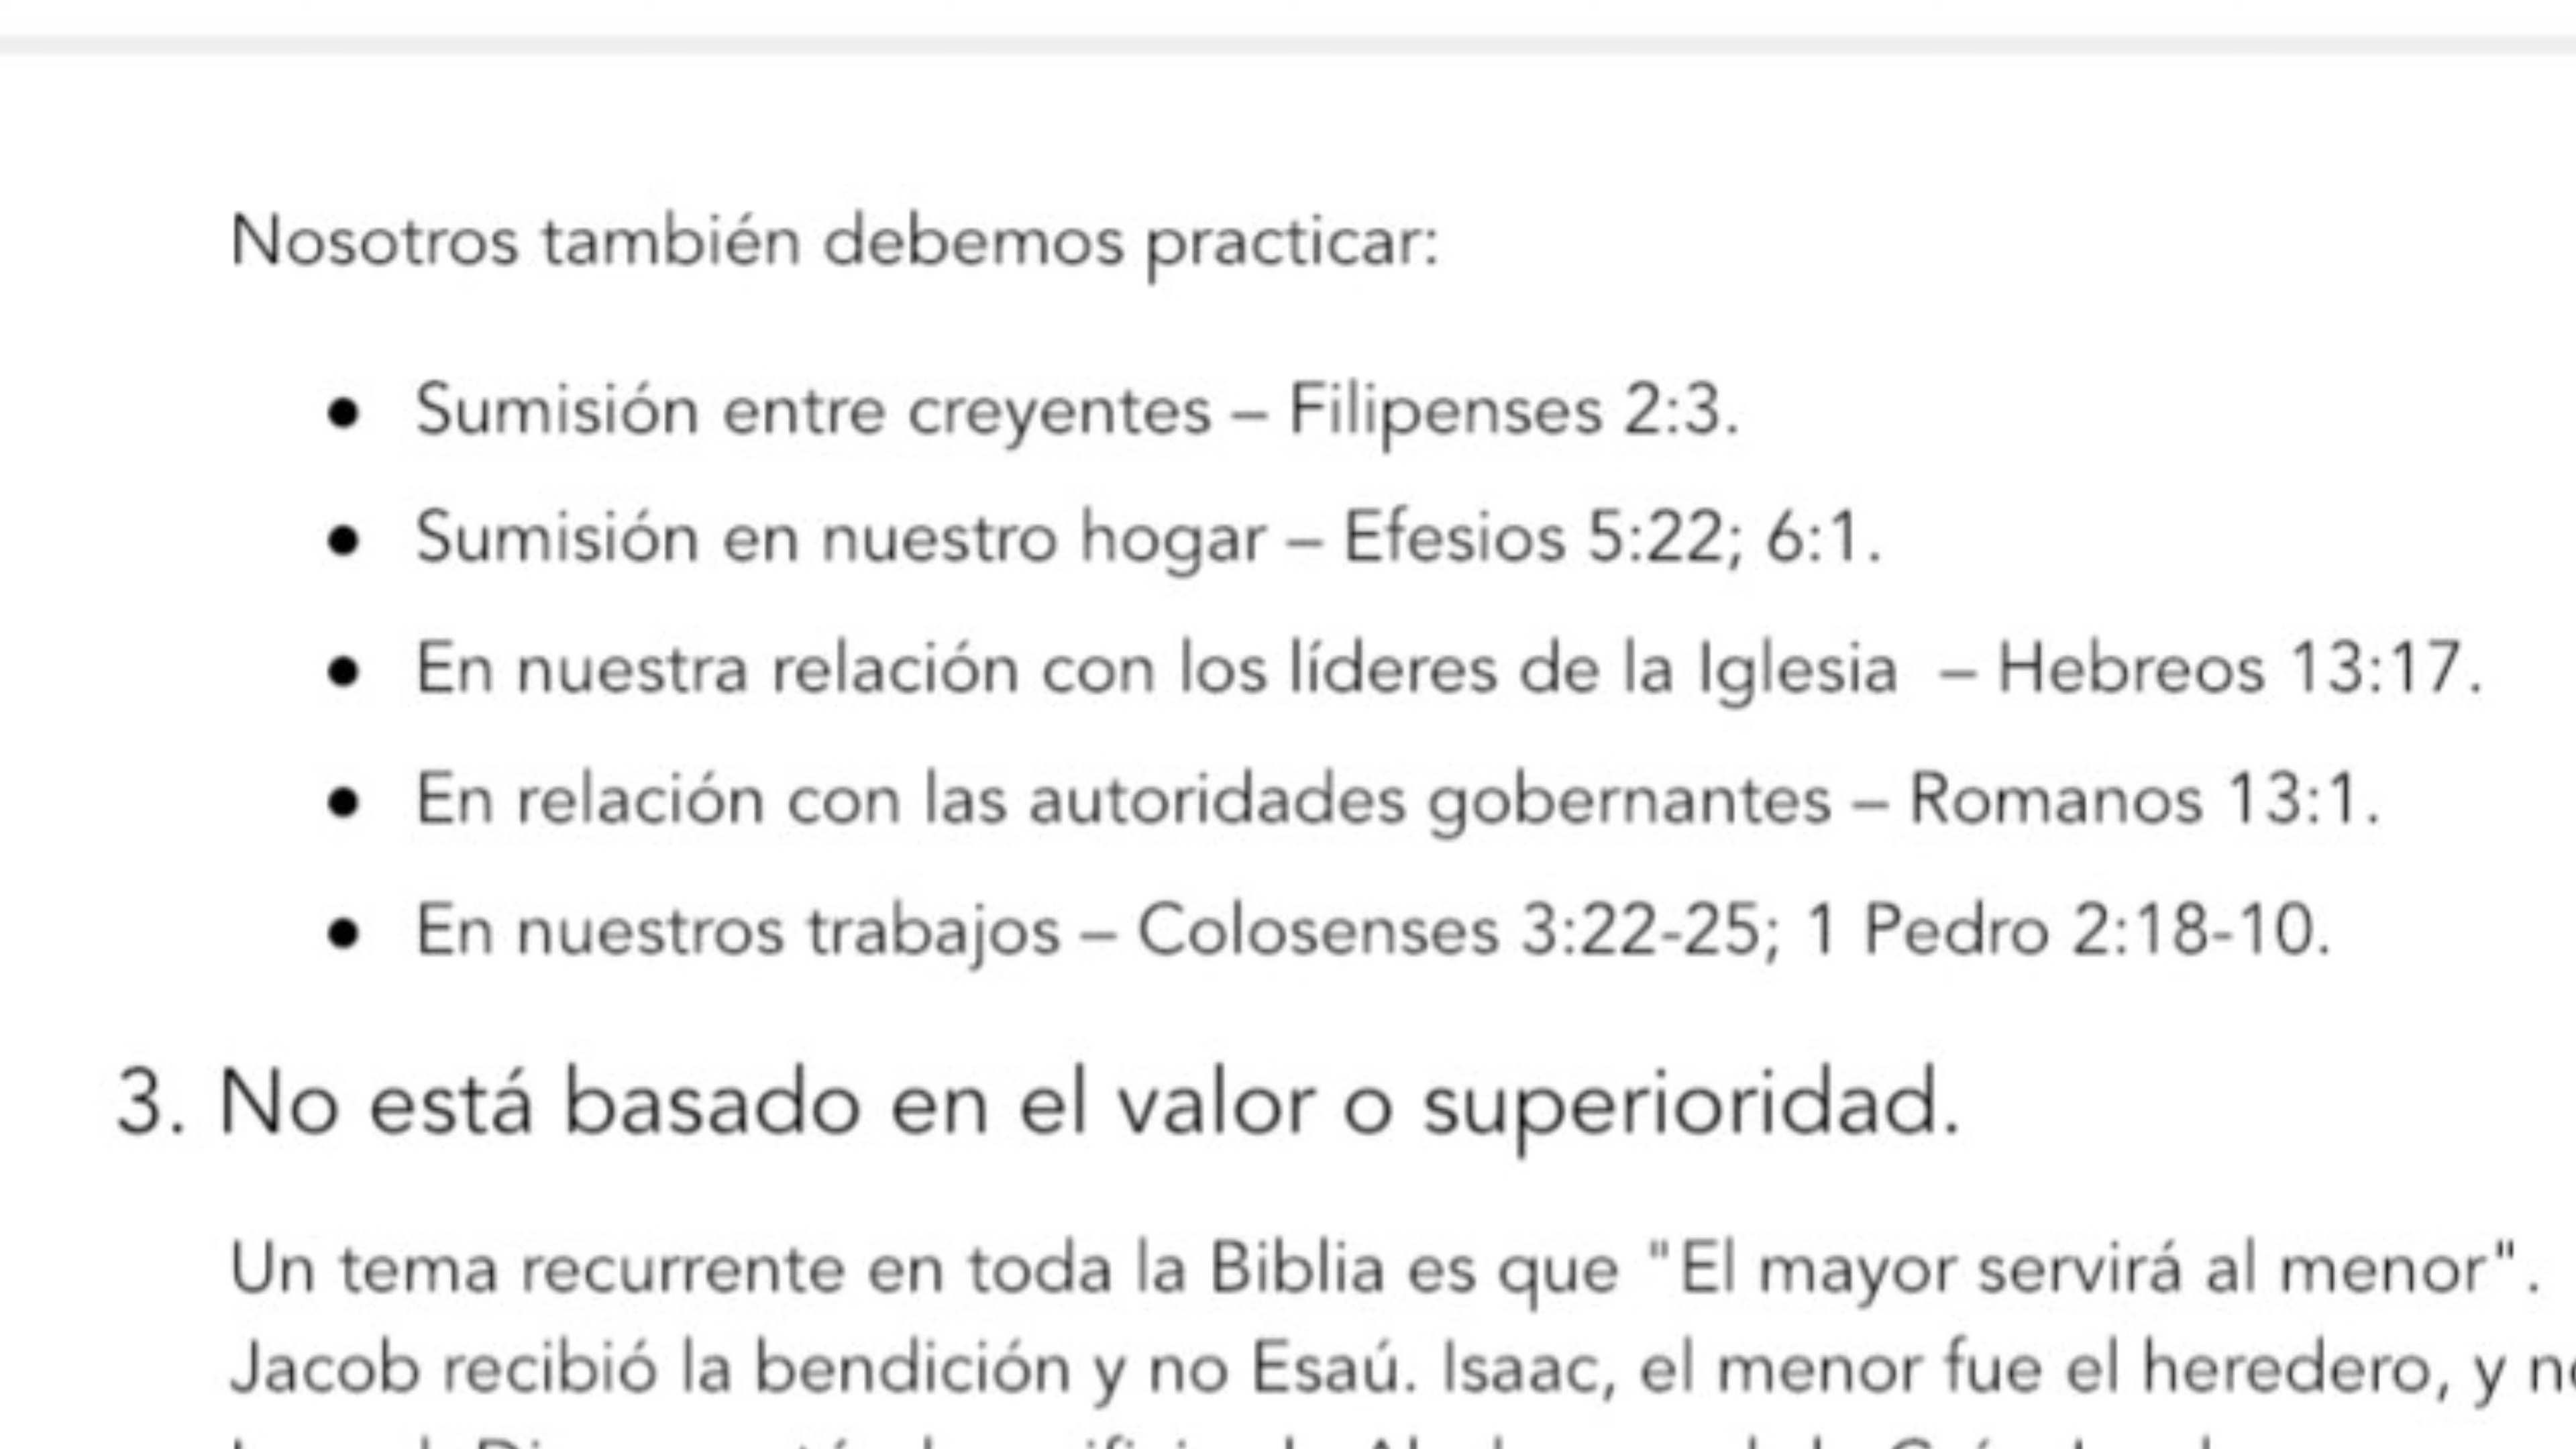 Nosotros también debemos practicar:
● Sumisión entre creyentes – Filipenses 2:3.
● Sumisión en nuestro hogar – Efesios 5:22; 6:1.
● En nuestra relación con los líderes de la Iglesia  – Hebreos 13:17.
● En relación con las autoridades gobernantes – Romanos 13:1.
● En nuestros trabajos – Colosenses 3:22-25; 1 Pedro 2:18-10.
3. No está basado en el valor o superioridad.
Un tema recurrente en toda la Biblia es que "El mayor servirá al menor".
Jacob recibió la bendición y no Esaú. Isaac, el menor fue el heredero, y